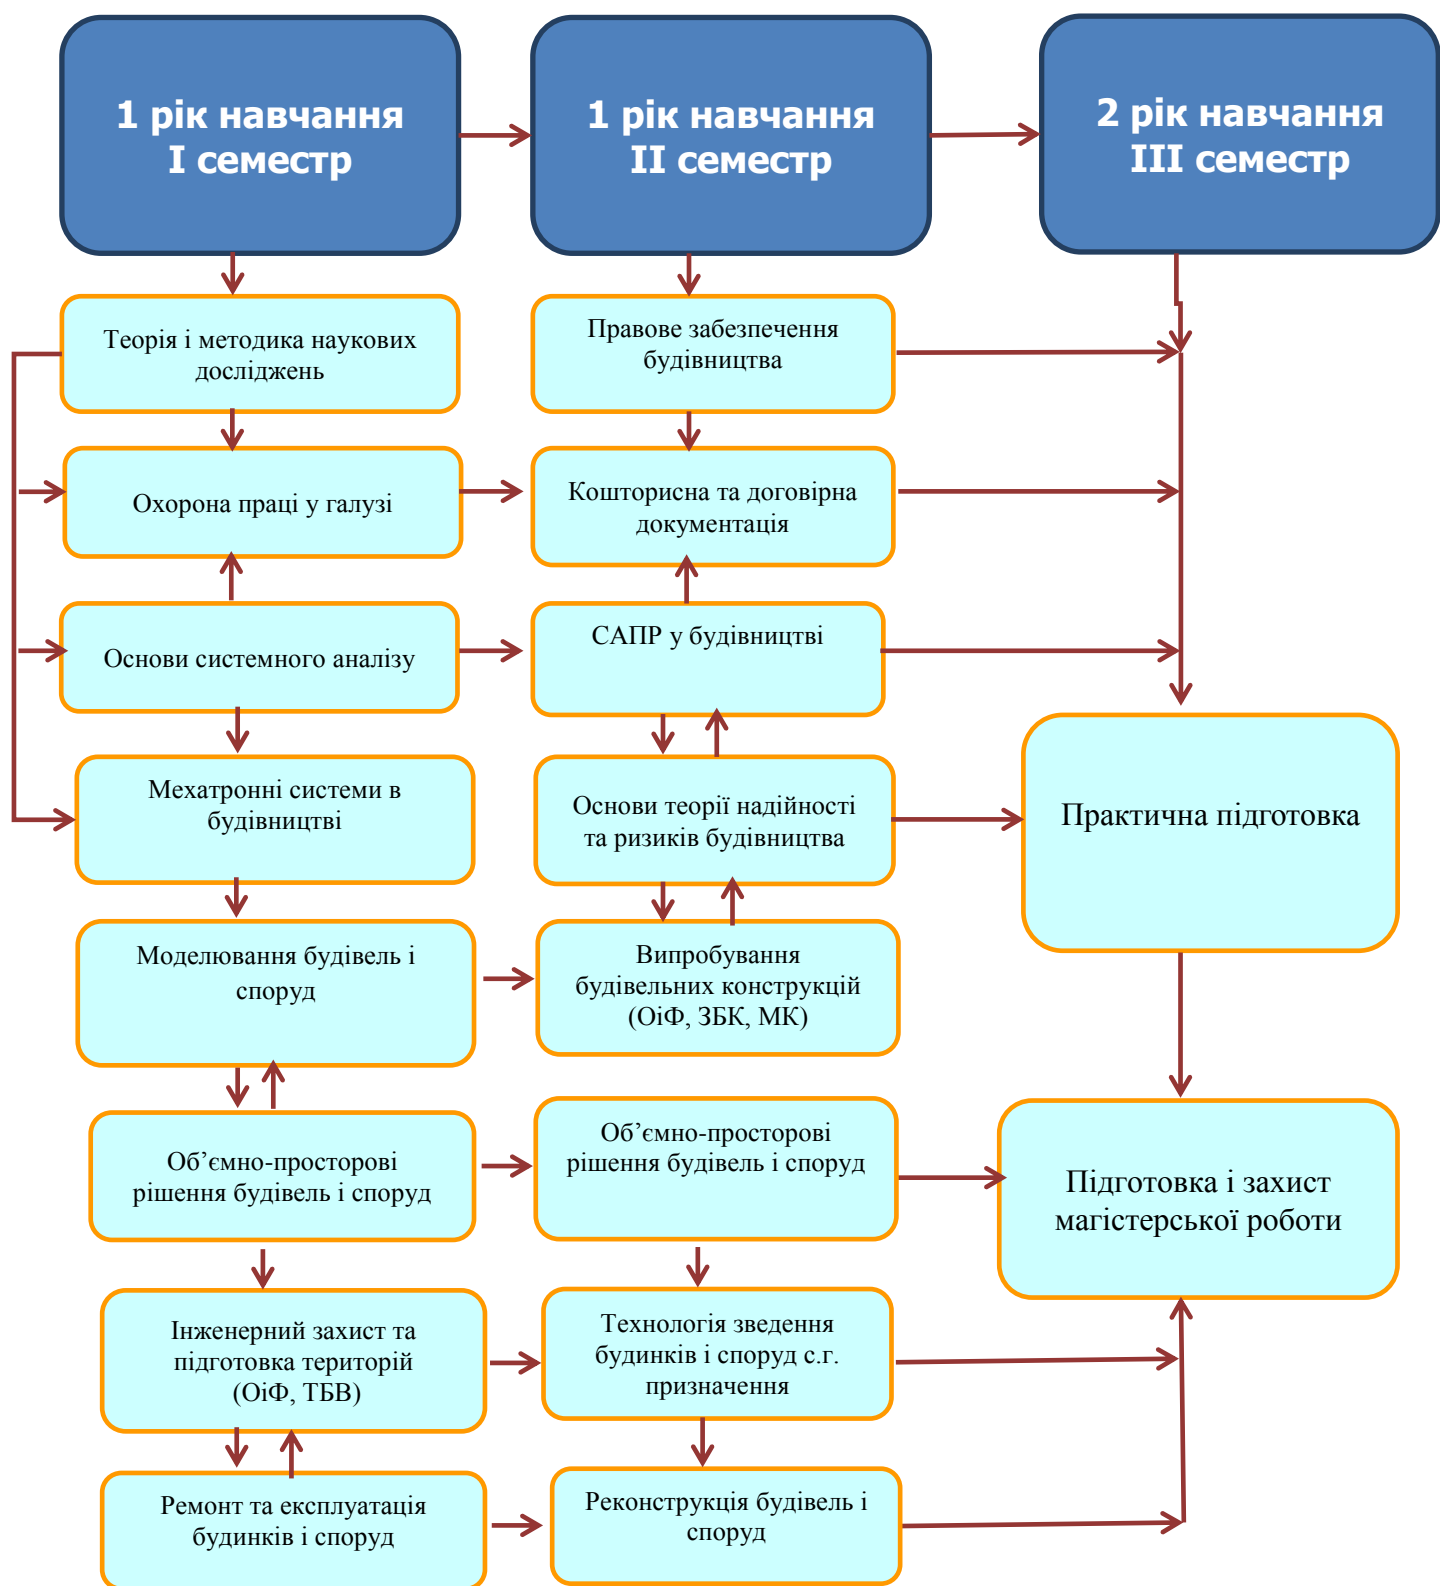 1 рік навчання
I семестр
1 рік навчання
II семестр
2 рік навчання
III семестр
Теорія і методика наукових
досліджень
Охорона праці у галузі
Основи системного аналізу
Мехатронні системи в
будівництві
Моделювання будівель і
споруд
Об’ємно-просторові
рішення будівель і споруд
Інженерний захист та
підготовка територій
(ОіФ, ТБВ)
Ремонт та експлуатація
будинків і споруд
Правове забезпечення
будівництва
Кошторисна та договірна
документація
САПР у будівництві
Основи теорії надійності
та ризиків будівництва
Випробування
будівельних конструкцій
(ОіФ, ЗБК, МК)
Об’ємно-просторові
рішення будівель і споруд
Технологія зведення
будинків і споруд с.г.
призначення
Реконструкція будівель і
споруд
Практична підготовка
Підготовка і захист
магістерської роботи